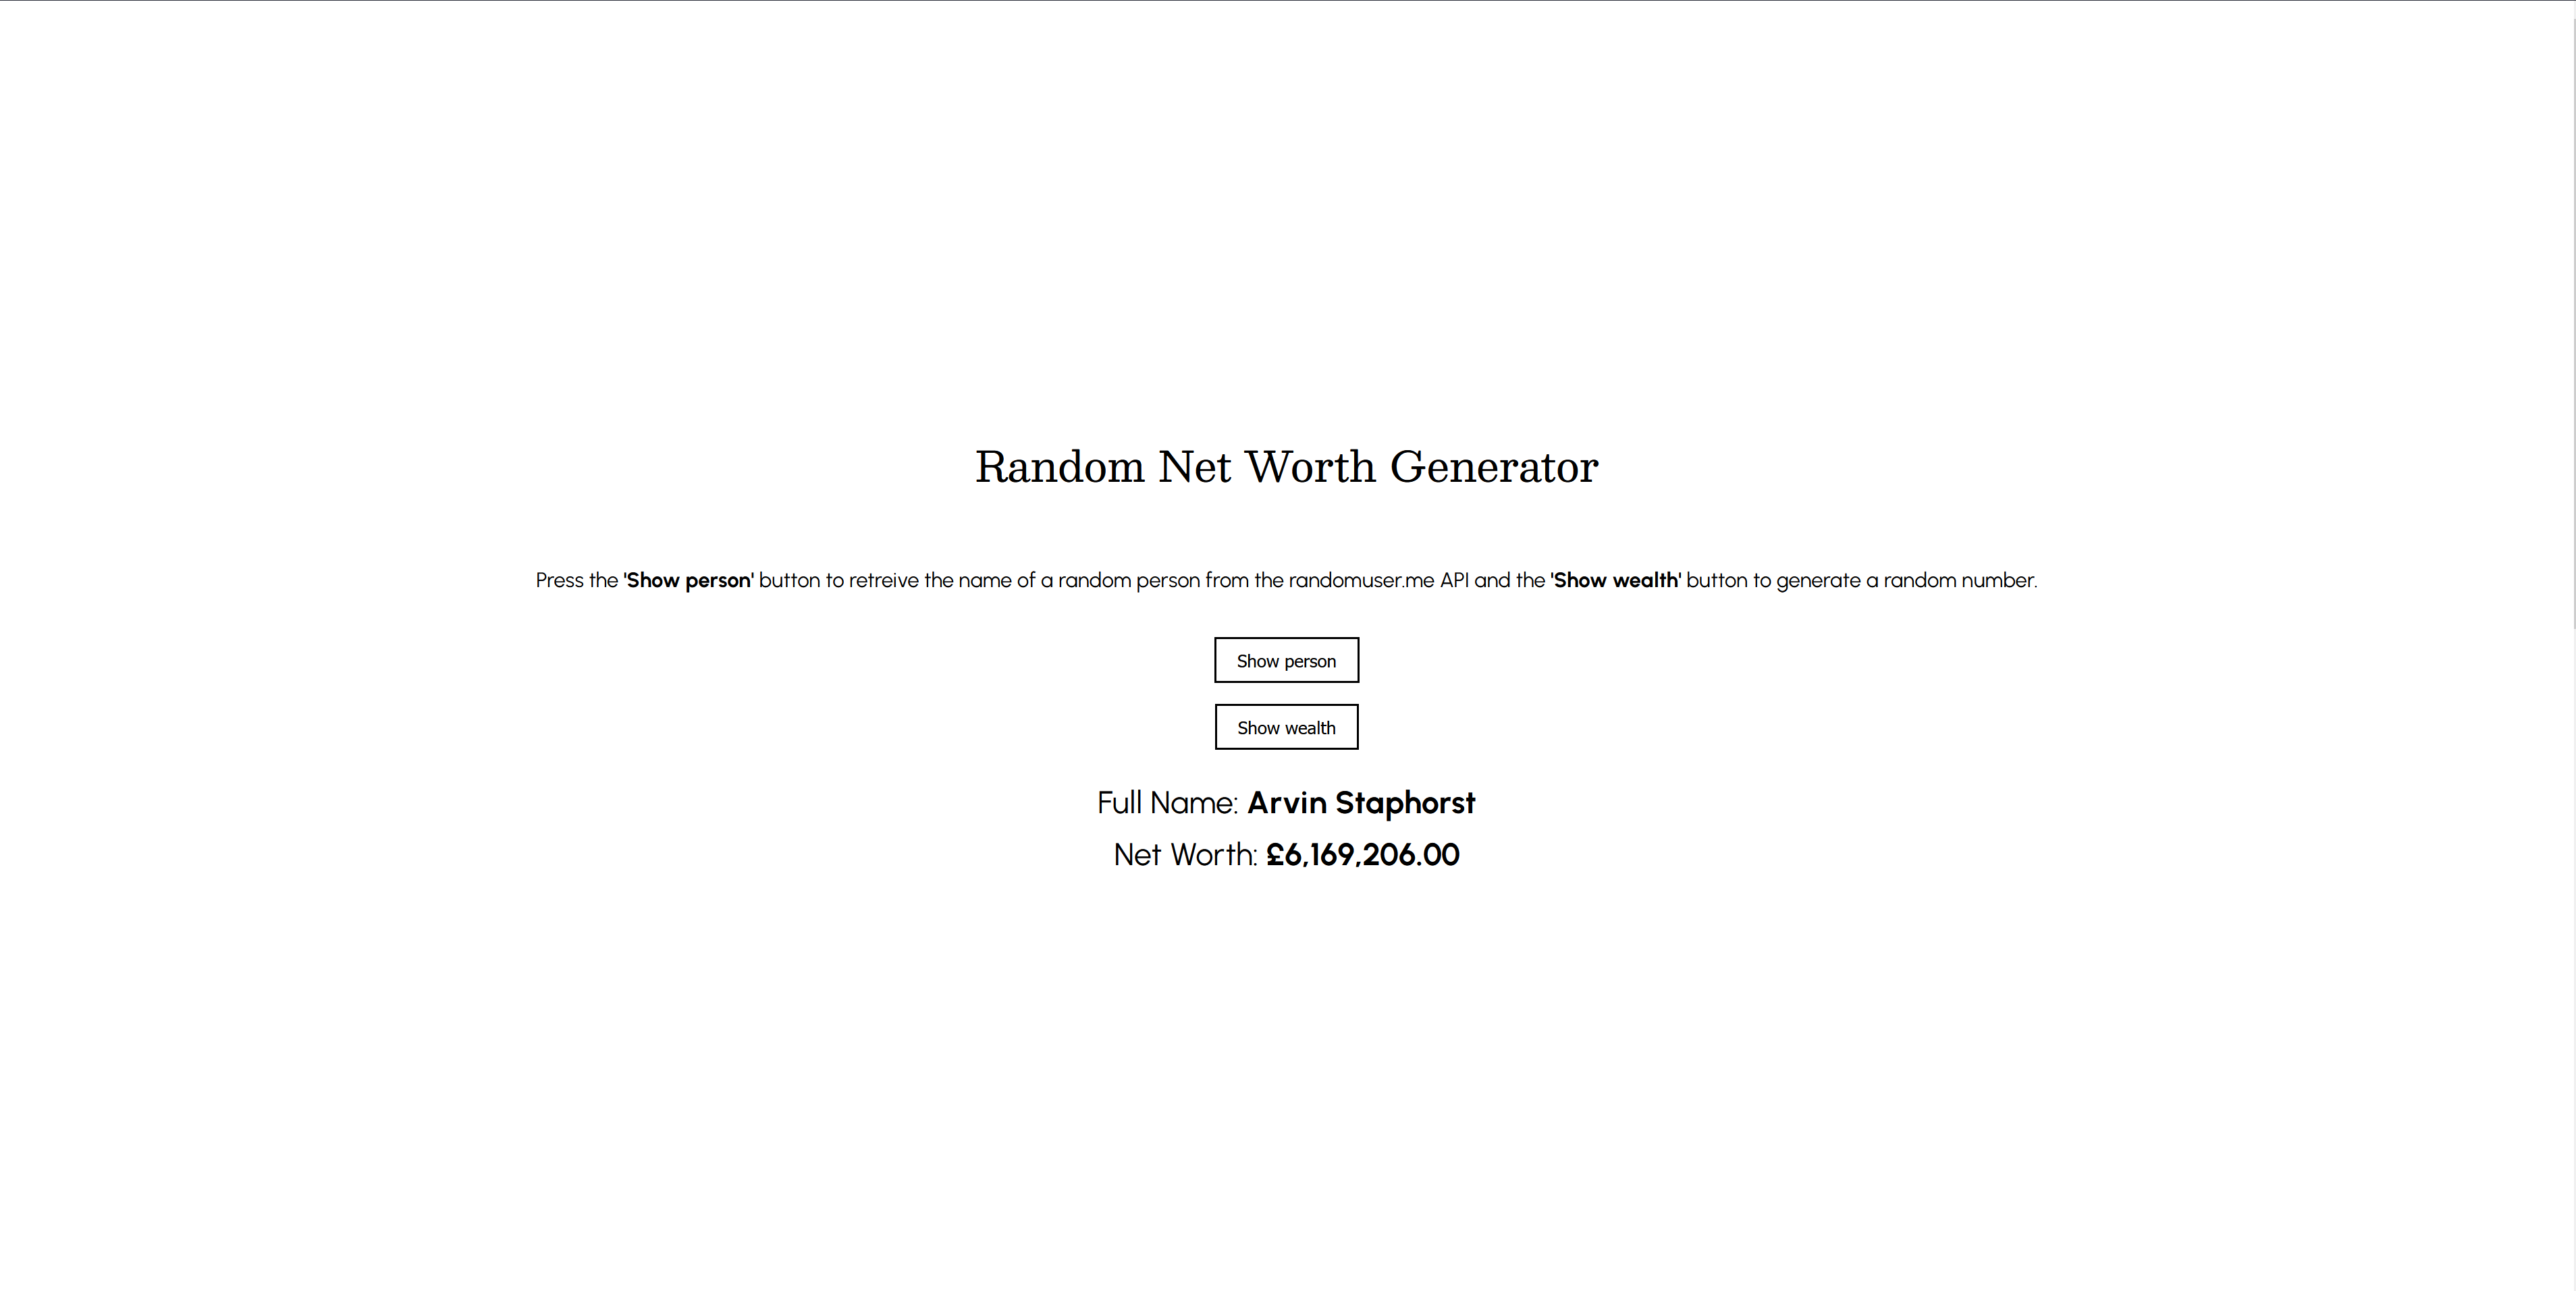 Random Net Worth Generator
Press the 'Show person' button to retreive the name of a random person from the randomuser.me API and the 'Show wealth' button to generate a random number.
Show person
Show wealth
Full Name: Arvin Staphorst
Net Worth: £6,169,206.00